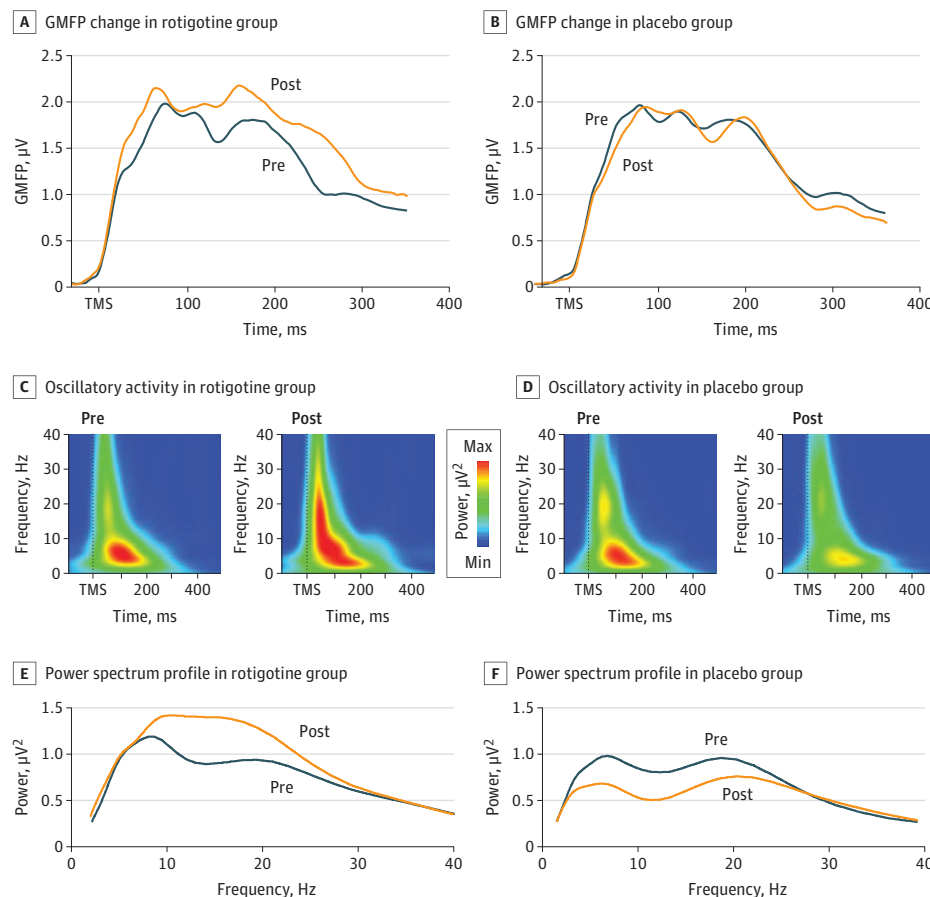 A GMFP change in rotigotine group
2.5
2.0
1.5
1.0
0.5
0
GMFP, µV
Post
Pre
TMS 100 200 300 400
Time, ms
B GMFP change in placebo group
2.5
2.0
1.5
1.0
0.5
0
GMFP, µV
Pre
Post
TMS 100 200 300 400
Time, ms
C Oscillatory activity in rotigotine group
Pre
40
30
20
10
0
Frequency, Hz
TMS 200 400
Time, ms
Post
40
30
20
10
0
Frequency, Hz
TMS 200 400
Time, ms
Max
Power, µV²
Min
D Oscillatory activity in placebo group
Pre
40
30
20
10
0
Frequency, Hz
TMS 200 400
Time, ms
Post
40
30
20
10
0
Frequency, Hz
TMS 200 400
Time, ms
E Power spectrum profile in rotigotine group
1.5
1.0
0.5
0
Power, µV²
Post
Pre
0 10 20 30 40
Frequency, Hz
F Power spectrum profile in placebo group
1.5
1.0
0.5
0
Power, µV²
Pre
Post
0 10 20 30 40
Frequency, Hz